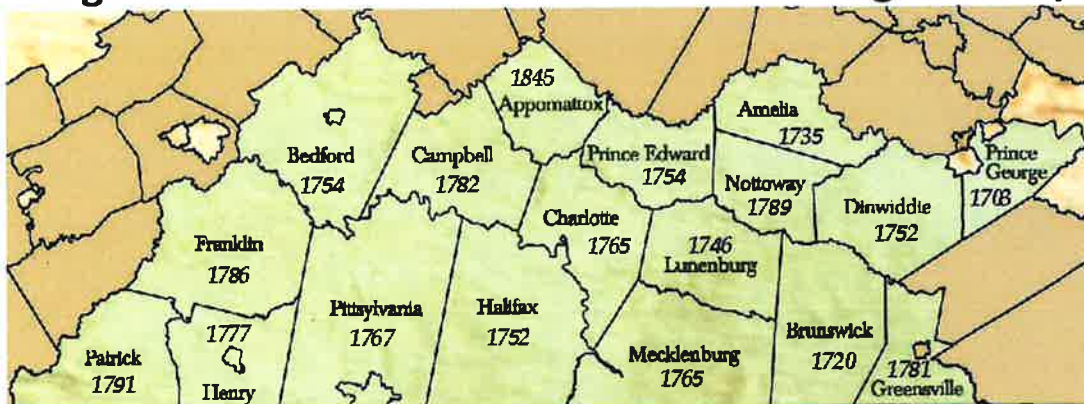 1845
Appomattox
Amelia
1735
Bedford
1754
Campbell
1782
Prince Edward
1754
Prince
George
1703
Nottoway
1789
Dinwiddie
1752
Charlotte
1765
Franklin
1786
1746
Lunenburg
Pittsylvania
1767
Halifax
1752
Brunswick
1720
1777
Henry
Patrick
1791
Mecklenburg
1765
1781
Greensville